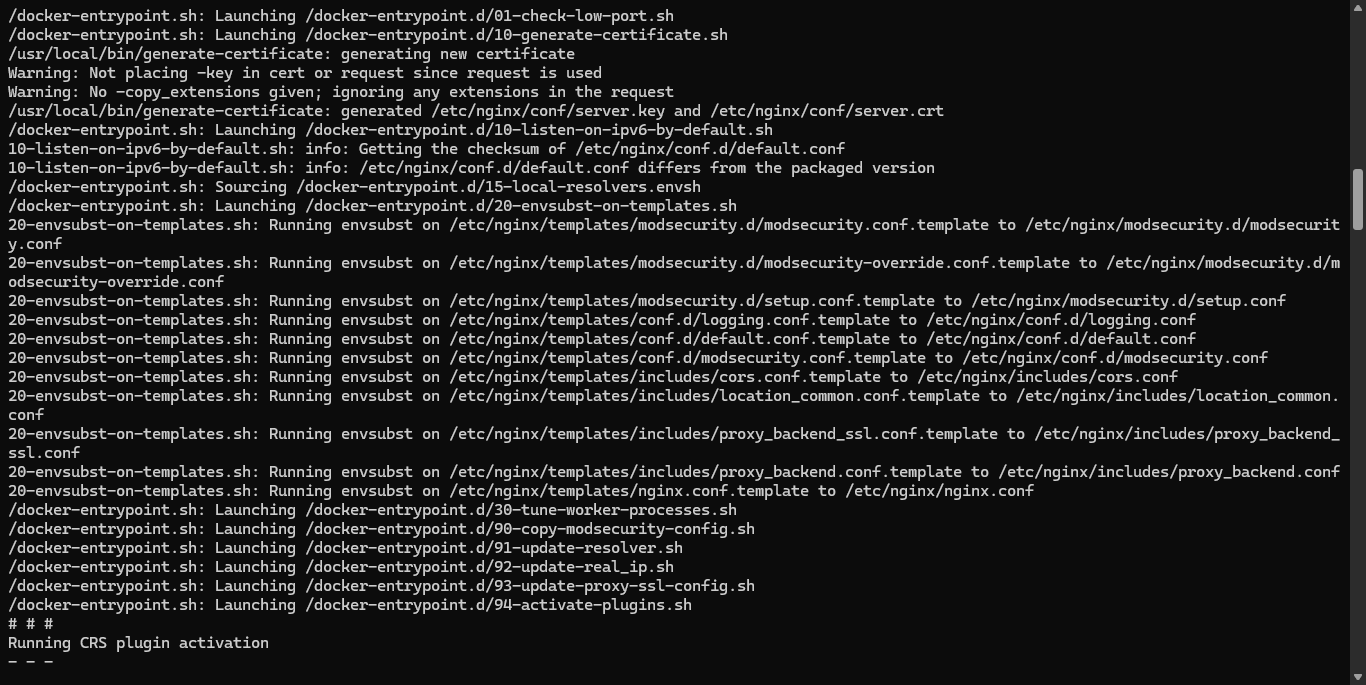 /docker-entrypoint.sh: Launching /docker-entrypoint.d/01-check-low-port.sh
/docker-entrypoint.sh: Launching /docker-entrypoint.d/10-generate-certificate.sh
/usr/local/bin/generate-certificate: generating new certificate
Warning: Not placing -key in cert or request since request is used
Warning: No -copy_extensions given; ignoring any extensions in the request
/usr/local/bin/generate-certificate: generated /etc/nginx/conf/server.key and /etc/nginx/conf/server.crt
/docker-entrypoint.sh: Launching /docker-entrypoint.d/10-listen-on-ipv6-by-default.sh
10-listen-on-ipv6-by-default.sh: info: Getting the checksum of /etc/nginx/conf.d/default.conf
10-listen-on-ipv6-by-default.sh: info: /etc/nginx/conf.d/default.conf differs from the packaged version
/docker-entrypoint.sh: Sourcing /docker-entrypoint.d/15-local-resolvers.envsh
/docker-entrypoint.sh: Launching /docker-entrypoint.d/20-envsubst-on-templates.sh
20-envsubst-on-templates.sh: Running envsubst on /etc/nginx/templates/modsecurity.d/modsecurity.conf.template to /etc/nginx/modsecurity.d/modsecurit
y.conf
20-envsubst-on-templates.sh: Running envsubst on /etc/nginx/templates/modsecurity.d/modsecurity-override.conf.template to /etc/nginx/modsecurity.d/m
odsecurity-override.conf
20-envsubst-on-templates.sh: Running envsubst on /etc/nginx/templates/modsecurity.d/setup.conf.template to /etc/nginx/modsecurity.d/setup.conf
20-envsubst-on-templates.sh: Running envsubst on /etc/nginx/templates/conf.d/logging.conf.template to /etc/nginx/conf.d/logging.conf
20-envsubst-on-templates.sh: Running envsubst on /etc/nginx/templates/conf.d/default.conf.template to /etc/nginx/conf.d/default.conf
20-envsubst-on-templates.sh: Running envsubst on /etc/nginx/templates/conf.d/modsecurity.conf.template to /etc/nginx/conf.d/modsecurity.conf
20-envsubst-on-templates.sh: Running envsubst on /etc/nginx/templates/includes/cors.conf.template to /etc/nginx/includes/cors.conf
20-envsubst-on-templates.sh: Running envsubst on /etc/nginx/templates/includes/location_common.conf.template to /etc/nginx/includes/location_common.
conf
20-envsubst-on-templates.sh: Running envsubst on /etc/nginx/templates/includes/proxy_backend_ssl.conf.template to /etc/nginx/includes/proxy_backend_
ssl.conf
20-envsubst-on-templates.sh: Running envsubst on /etc/nginx/templates/includes/proxy_backend.conf.template to /etc/nginx/includes/proxy_backend.conf
20-envsubst-on-templates.sh: Running envsubst on /etc/nginx/templates/nginx.conf.template to /etc/nginx/nginx.conf
/docker-entrypoint.sh: Launching /docker-entrypoint.d/30-tune-worker-processes.sh
/docker-entrypoint.sh: Launching /docker-entrypoint.d/90-copy-modsecurity-config.sh
/docker-entrypoint.sh: Launching /docker-entrypoint.d/91-update-resolver.sh
/docker-entrypoint.sh: Launching /docker-entrypoint.d/92-update-real_ip.sh
/docker-entrypoint.sh: Launching /docker-entrypoint.d/93-update-proxy-ssl-config.sh
/docker-entrypoint.sh: Launching /docker-entrypoint.d/94-activate-plugins.sh
# # #
Running CRS plugin activation
- - -